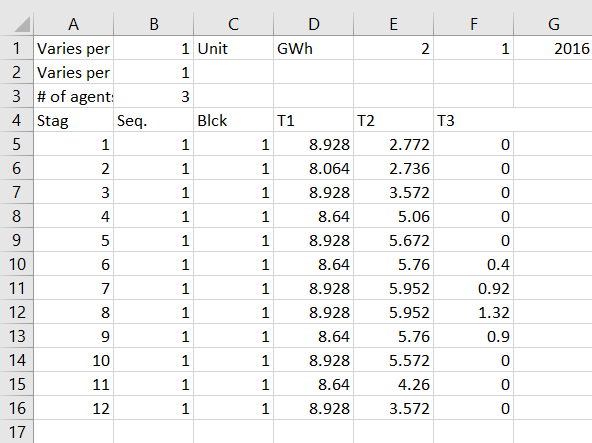 A B C D E F G
1 Varies per 1 Unit GWh 2 1 2016
2 Varies per 1
3 # of agents 3
4 Stag Seq. Blck T1 T2 T3
5 1 1 1 8.928 2.772 0
6 2 1 1 8.064 2.736 0
7 3 1 1 8.928 3.572 0
8 4 1 1 8.64 5.06 0
9 5 1 1 8.928 5.672 0
10 6 1 1 8.64 5.76 0.4
11 7 1 1 8.928 5.952 0.92
12 8 1 1 8.928 5.952 1.32
13 9 1 1 8.64 5.76 0.9
14 10 1 1 8.928 5.572 0
15 11 1 1 8.64 4.26 0
16 12 1 1 8.928 3.572 0
17